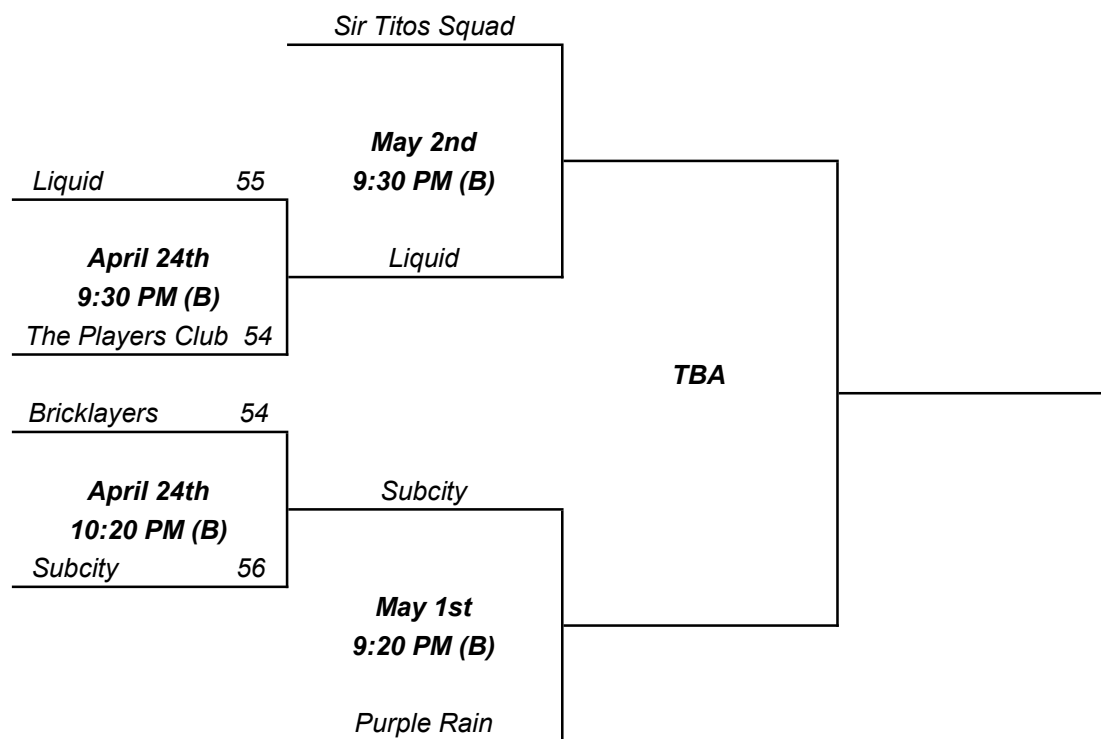 Sir Titos Squad
May 2nd
9:30 PM (B)
Liquid 55
April 24th
9:30 PM (B)
Liquid
The Players Club 54
TBA
Bricklayers 54
April 24th
10:20 PM (B)
Subcity
Subcity 56
May 1st
9:20 PM (B)
Purple Rain